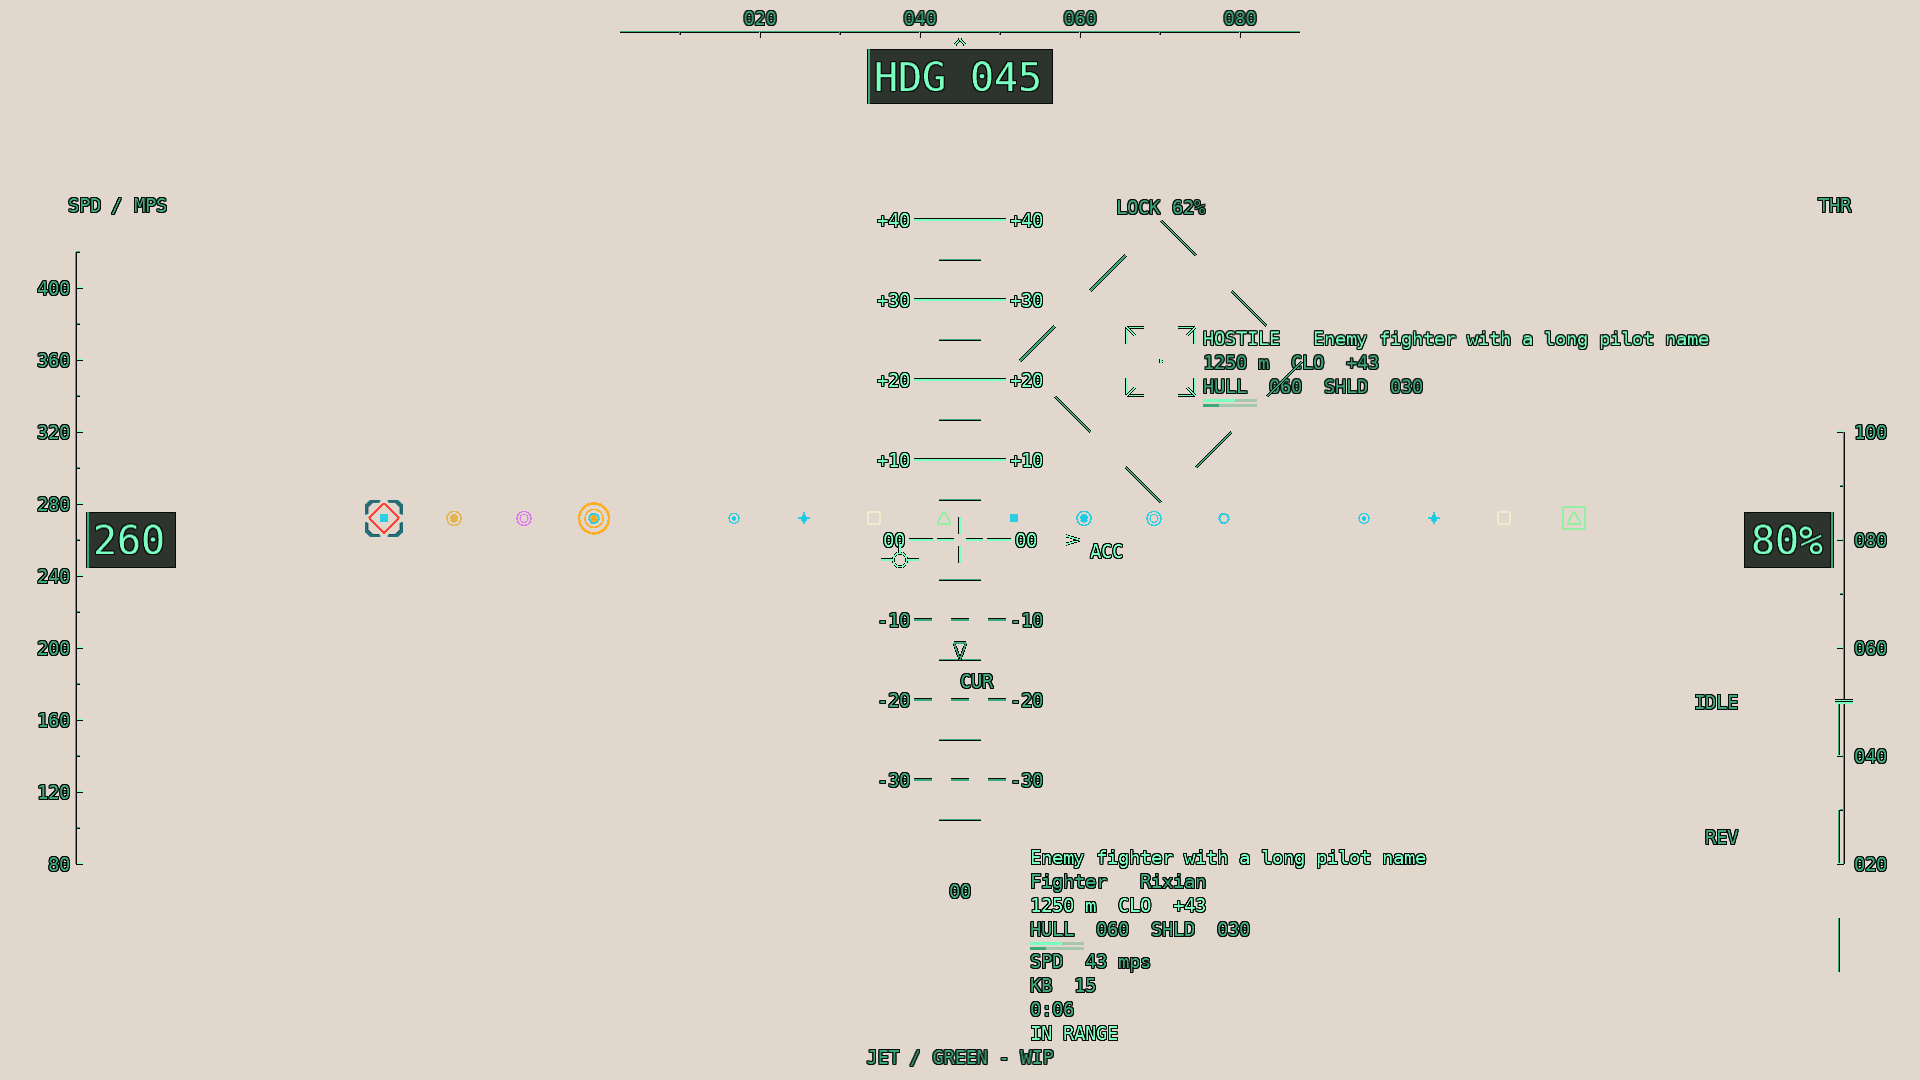 020 040 060 080
HDG 045
SPD / MPS
THR
LOCK 62%
+40 +40
+30 +30
+20 +20
+10 +10
00 00
-10 -10
-20 -20
-30 -30
400
360
320
280
240
200
160
120
80
260
HOSTILE Enemy fighter with a long pilot name
1250 m CLO +43
HULL 060 SHLD 030
ACC
CUR
100
080
060
040
020
80%
IDLE
REV
00
Enemy fighter with a long pilot name
Fighter Rixian
1250 m CLO +43
HULL 060 SHLD 030
SPD 43 mps
KB 15
0:06
IN RANGE
JET / GREEN - WIP